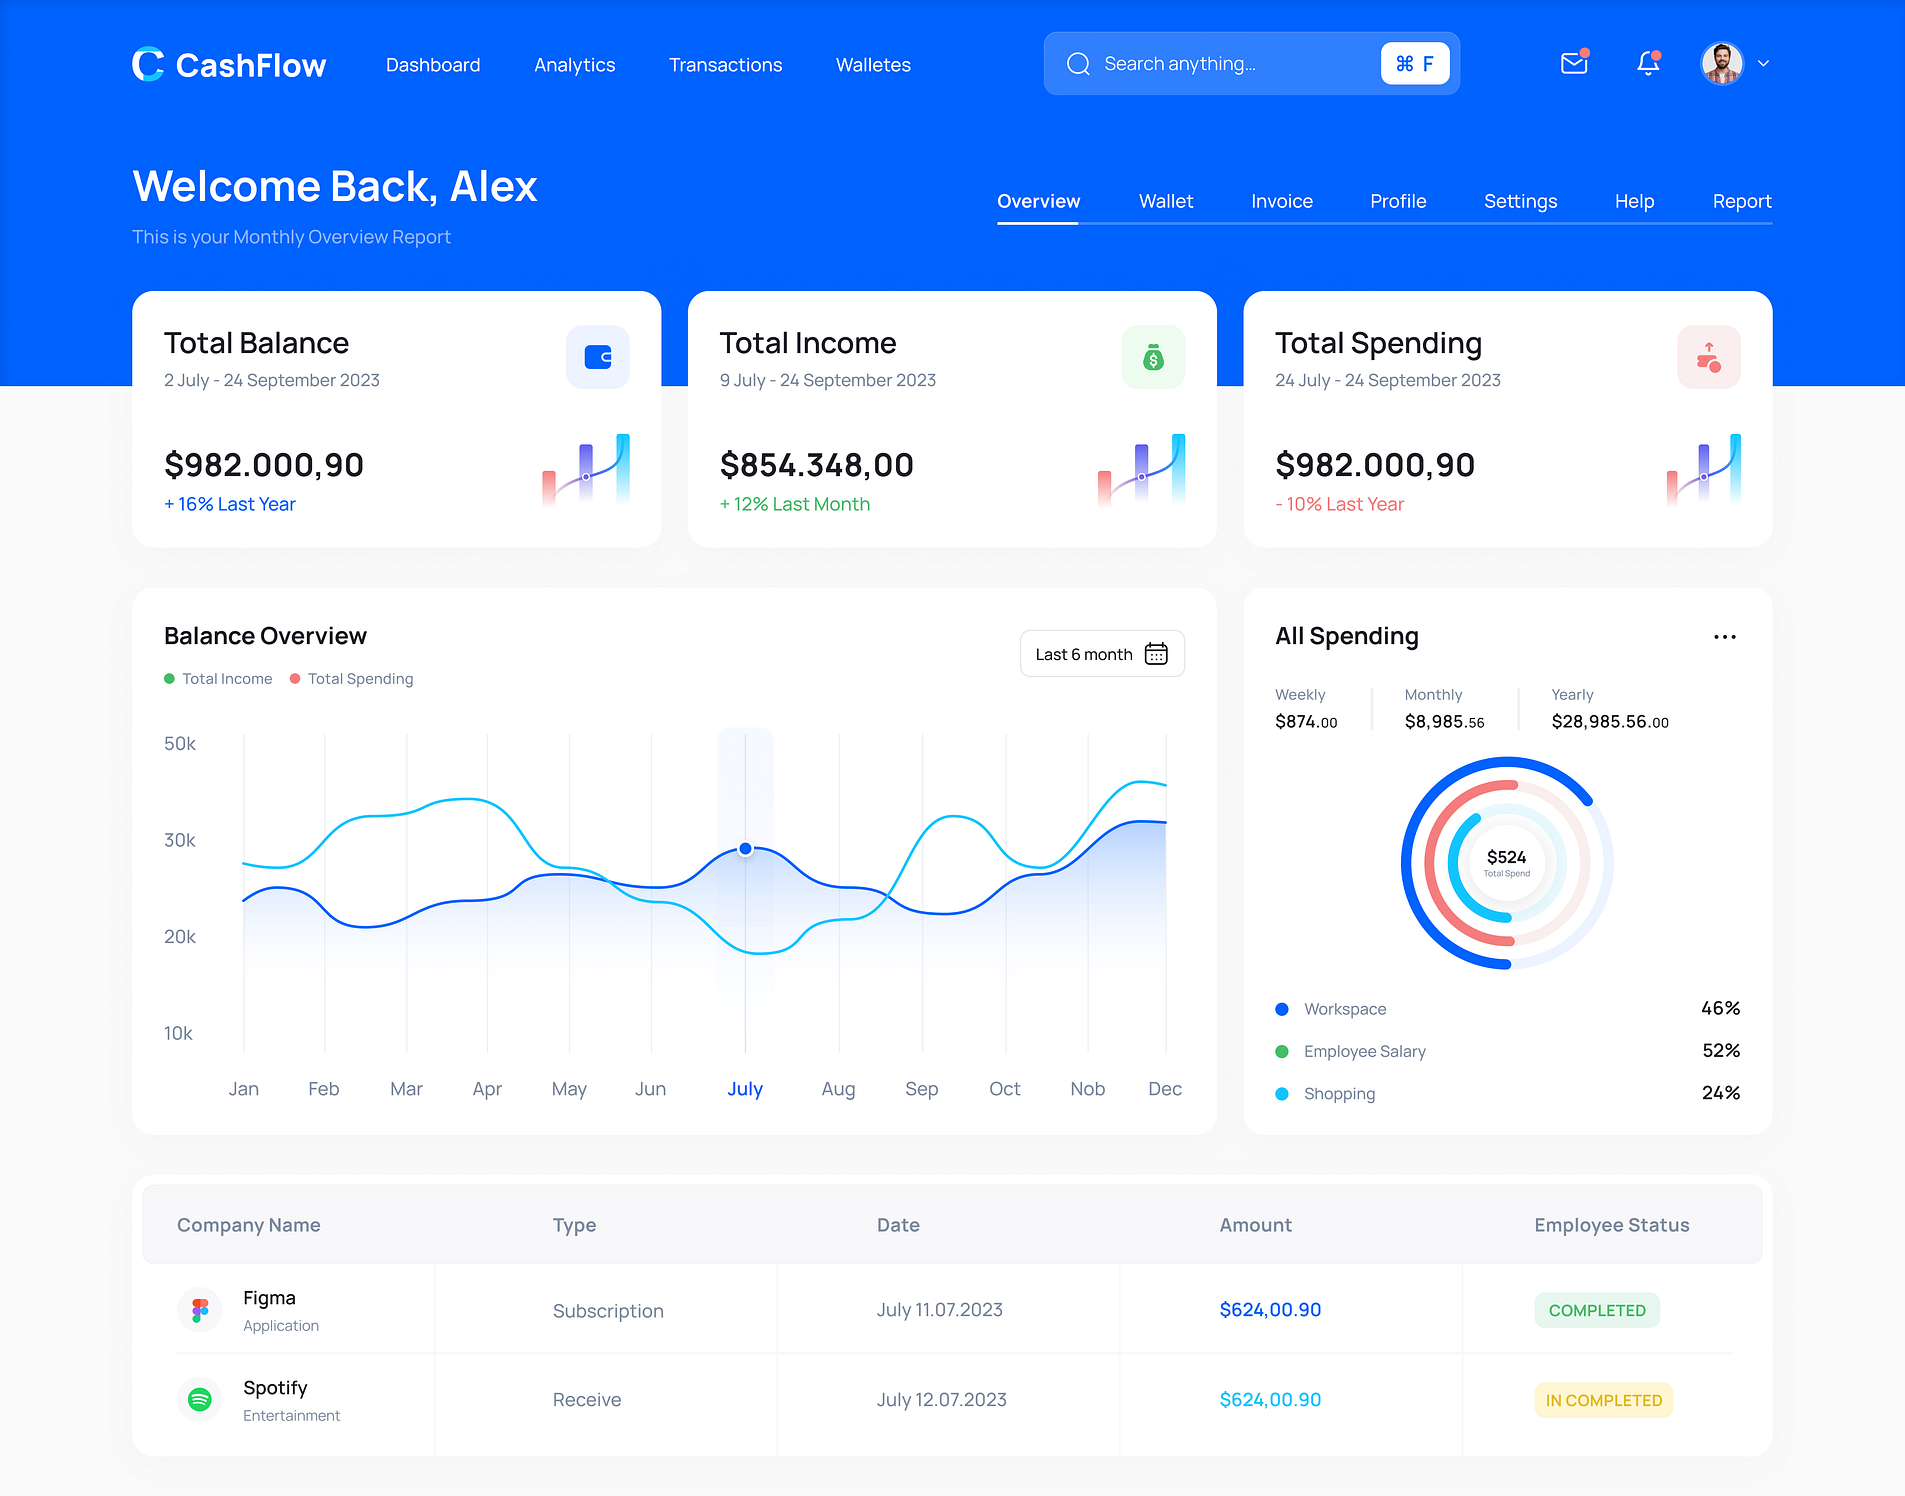 CashFlow
Dashboard
Analytics
Transactions
Walletes
Search anything...
⌘ F
Welcome Back, Alex
This is your Monthly Overview Report
Overview
Wallet
Invoice
Profile
Settings
Help
Report
Total Balance
2 July - 24 September 2023
$982.000,90
+ 16% Last Year
Total Income
9 July - 24 September 2023
$854.348,00
+ 12% Last Month
Total Spending
24 July - 24 September 2023
$982.000,90
- 10% Last Year
Balance Overview
Total Income
Total Spending
Last 6 month
50k
30k
20k
10k
Jan
Feb
Mar
Apr
May
Jun
July
Aug
Sep
Oct
Nob
Dec
All Spending
Weekly
$874.00
Monthly
$8,985.56
Yearly
$28,985.56.00
$524
Total Spend
Workspace
46%
Employee Salary
52%
Shopping
24%
Company Name
Type
Date
Amount
Employee Status
Figma
Application
Subscription
July 11.07.2023
$624,00.90
COMPLETED
Spotify
Entertainment
Receive
July 12.07.2023
$624,00.90
IN COMPLETED